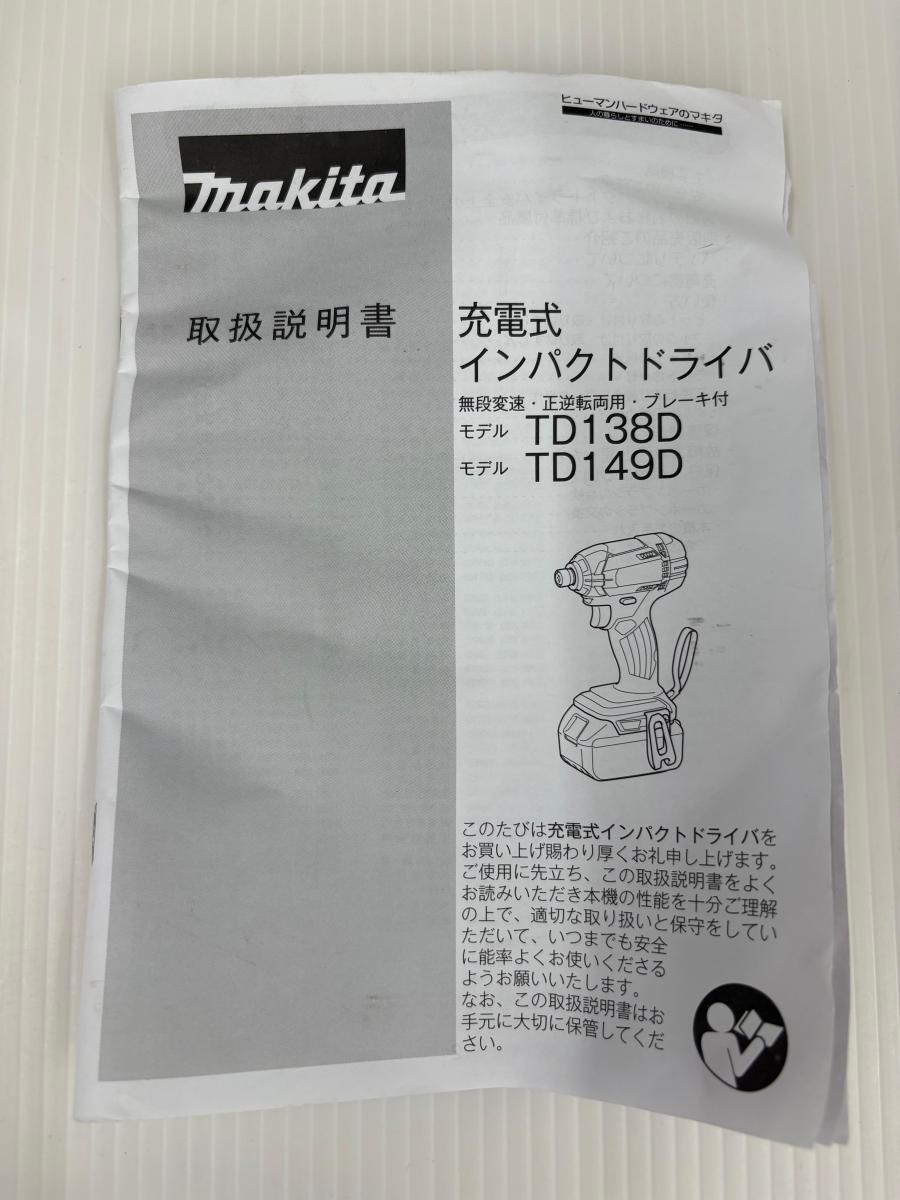 ヒューマンハードウェアのマキタ
人の暮らしとすまいのために……
makita
取扱説明書
充電式
インパクトドライバ
無段変速・正逆転両用・ブレーキ付
モデル TD138D
モデル TD149D
このたびは充電式インパクトドライバを
お買い上げ賜わり厚くお礼申し上げます。
ご使用に先立ち、この取扱説明書をよく
お読みいただき本機の性能を十分ご理解
の上で、適切な取り扱いと保守をしてい
ただいて、いつまでも安全
に能率よくお使いくださる
ようお願いいたします。
なお、この取扱説明書はお
手元に大切に保管してくだ
さい。